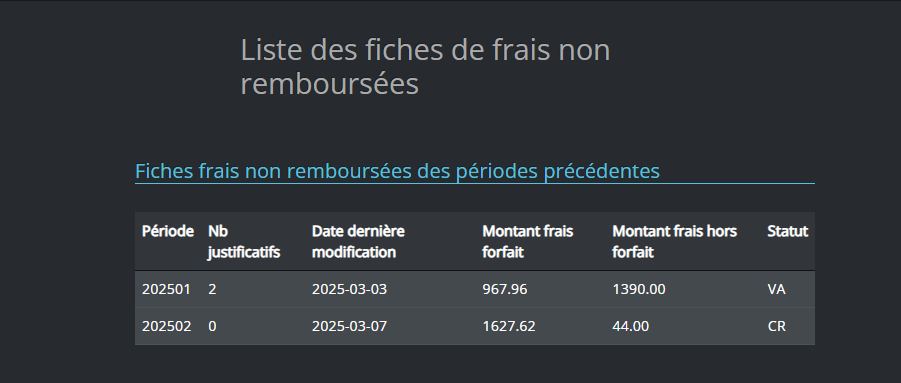 Liste des fiches de frais non
remboursées
Fiches frais non remboursées des périodes précédentes
Période Nb justificatifs Date dernière modification Montant frais forfait Montant frais hors forfait Statut
202501 2 2025-03-03 967.96 1390.00 VA
202502 0 2025-03-07 1627.62 44.00 CR